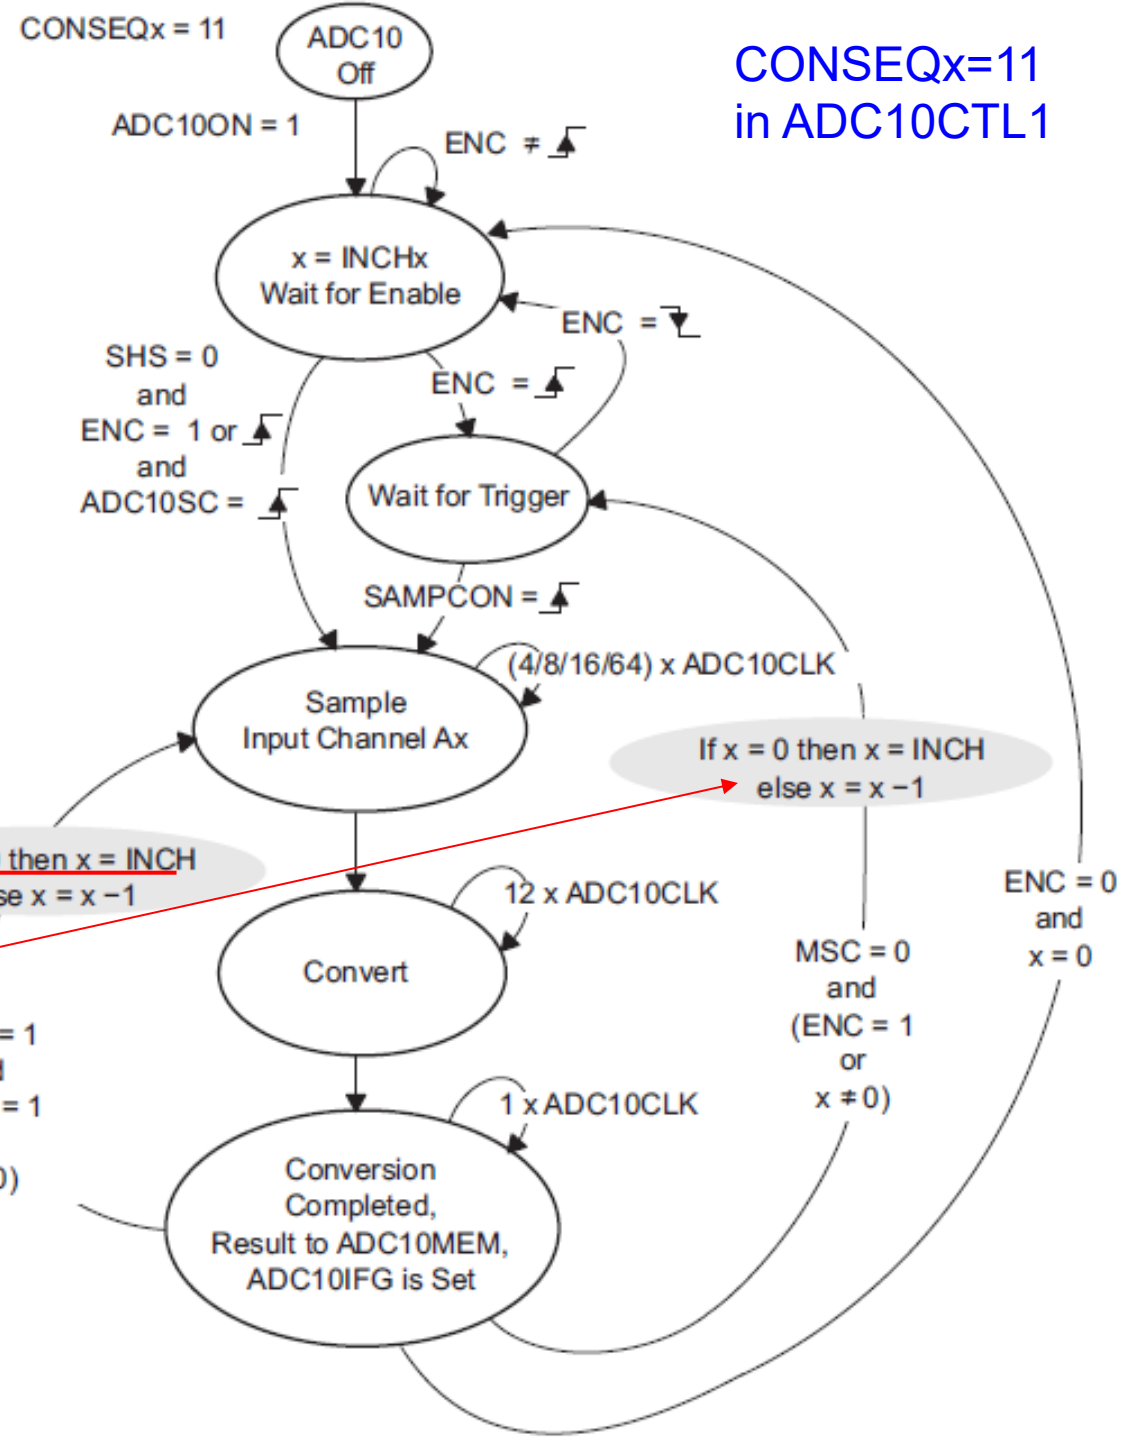 CONSEQx = 11
ADC10
Off
CONSEQx=11
in ADC10CTL1
ADC10ON = 1
ENC ≠
x = INCHx
Wait for Enable
ENC =
SHS = 0
and
ENC = 1 or
and
ADC10SC =
ENC =
Wait for Trigger
SAMPCON =
(4/8/16/64) x ADC10CLK
Sample
Input Channel Ax
If x = 0 then x = INCH
else x = x −1
then x = INCH
se x = x −1
12 x ADC10CLK
Convert
ENC = 0
and
x = 0
MSC = 0
and
(ENC = 1
or
x ≠ 0)
= 1
= 1
)
1 x ADC10CLK
Conversion
Completed,
Result to ADC10MEM,
ADC10IFG is Set